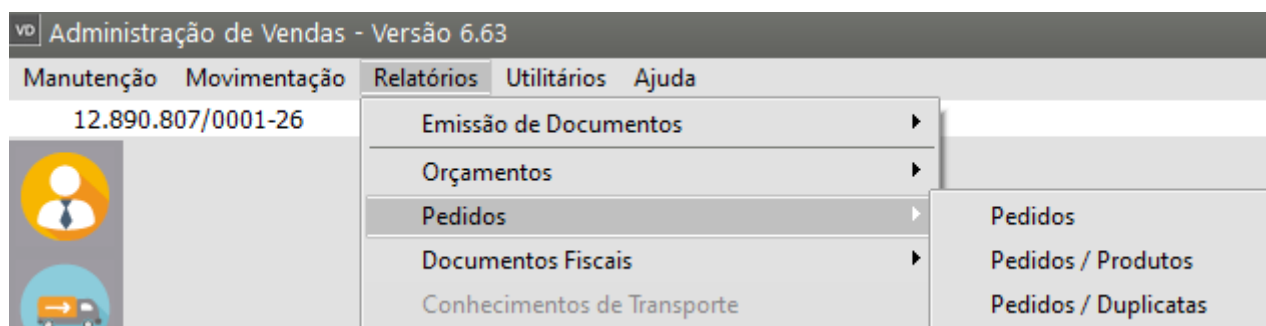 VD Administração de Vendas - Versão 6.63
Manutenção Movimentação Relatórios Utilitários Ajuda
12.890.807/0001-26
Emissão de Documentos
Orçamentos
Pedidos
Pedidos
Documentos Fiscais
Pedidos / Produtos
Conhecimentos de Transporte
Pedidos / Duplicatas